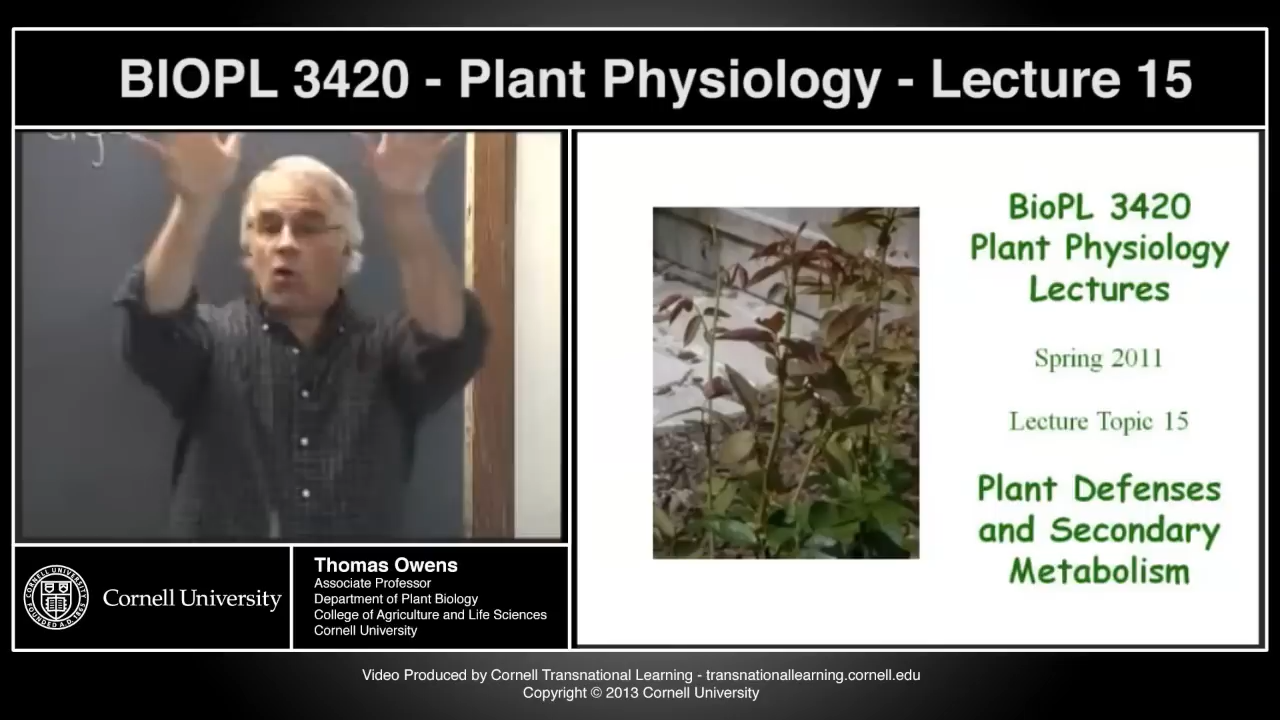 BIOPL 3420 - Plant Physiology - Lecture 15
BioPL 3420
Plant Physiology
Lectures
Spring 2011
Lecture Topic 15
Plant Defenses
and Secondary
Metabolism
Cornell University
Thomas Owens
Associate Professor
Department of Plant Biology
College of Agriculture and Life Sciences
Cornell University
Video Produced by Cornell Transnational Learning - transnationallearning.cornell.edu
Copyright © 2013 Cornell University